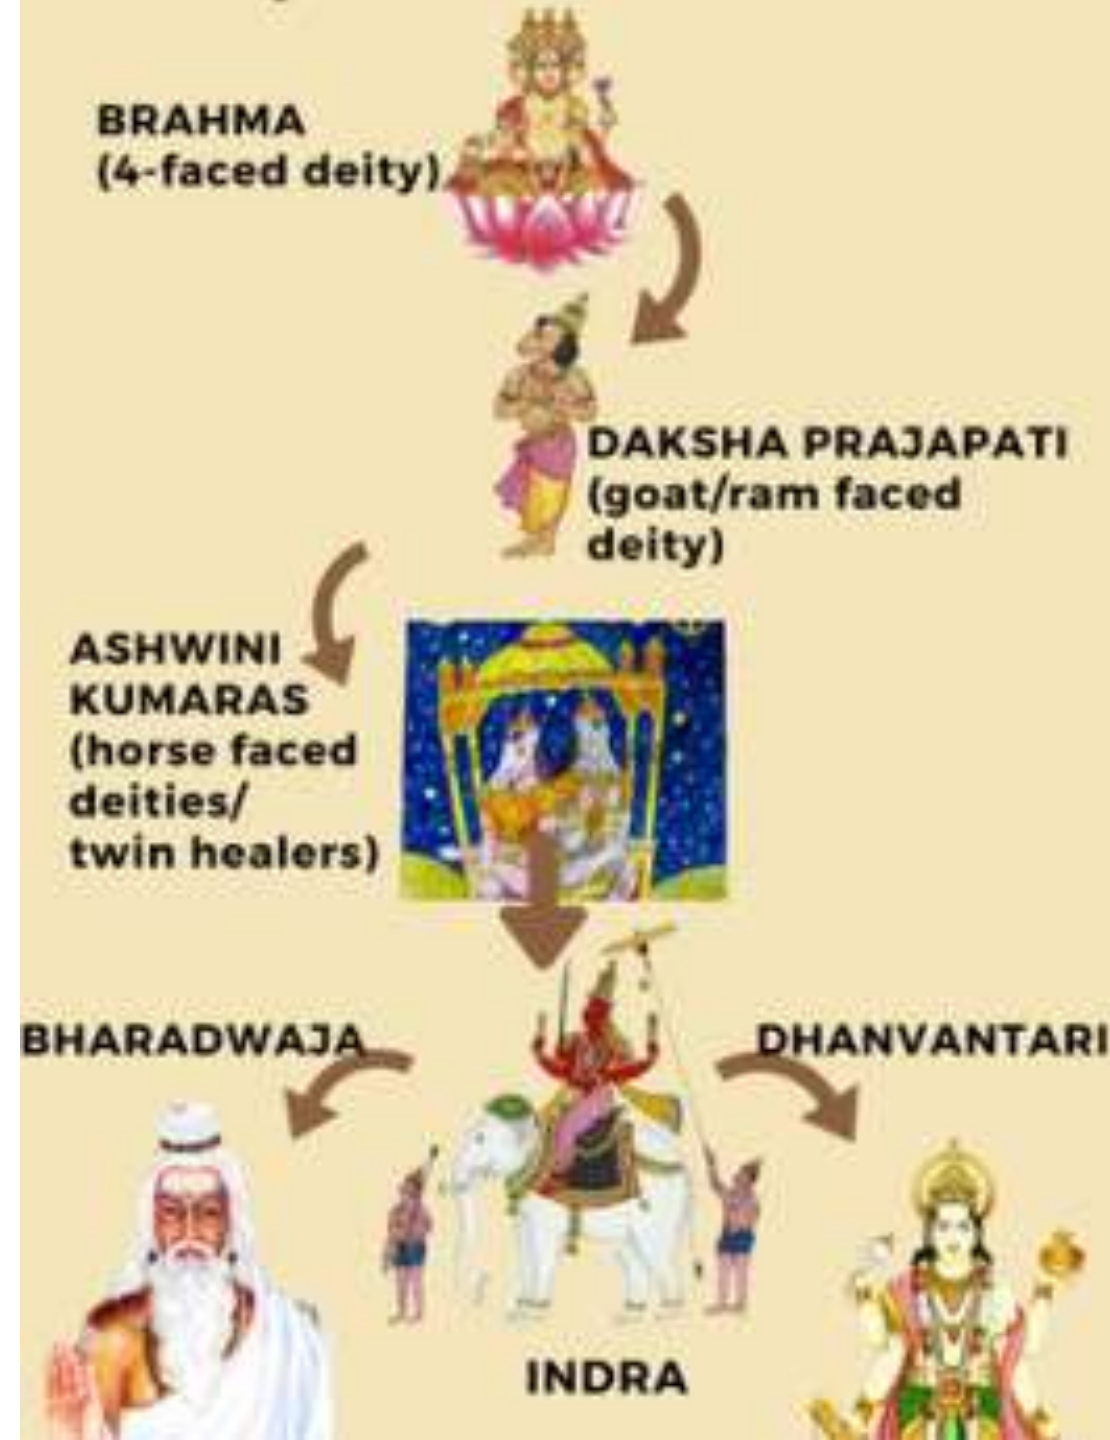 BRAHMA
(4-faced deity)
DAKSHA PRAJAPATI
(goat/ram faced
deity)
ASHWINI
KUMARAS
(horse faced
deities/
twin healers)
BHARADWAJA
DHANVANTARI
INDRA